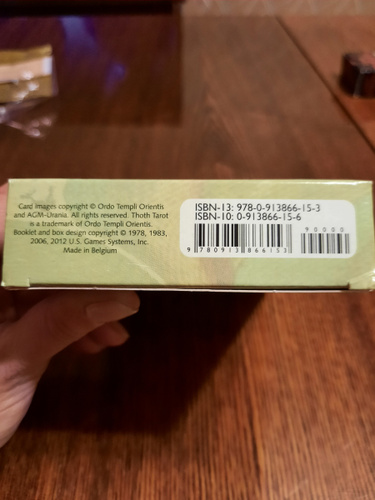 Card images copyright © Ordo Templi Orientis
and AGM-Urania. All rights reserved. Thoth Tarot
is a trademark of Ordo Templi Orientis.
Booklet and box design copyright © 1978, 1983,
2006, 2012 U.S. Games Systems, Inc.
Made in Belgium
ISBN-13: 978-0-913866-15-3
ISBN-10: 0-913866-15-6
90000
9 780913 866153